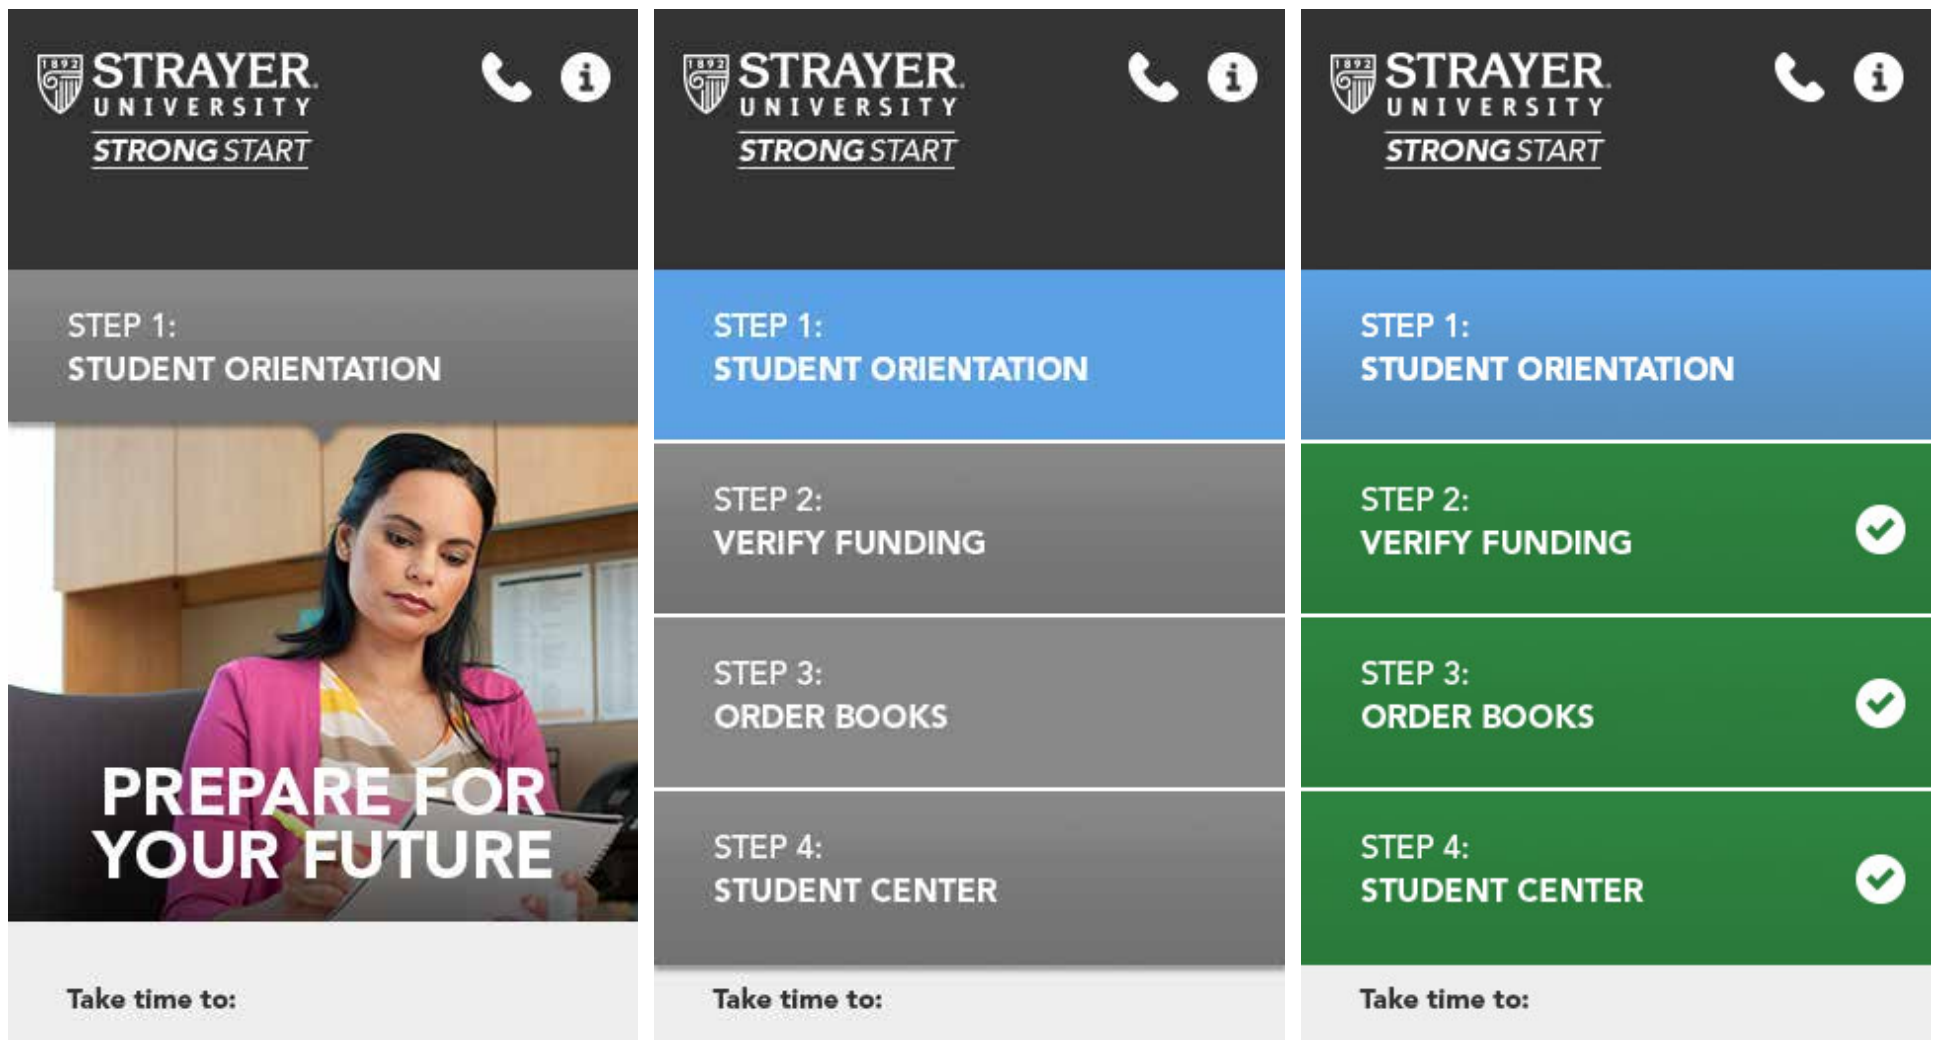 1892
STRAYER
UNIVERSITY
STRONG START
STEP 1:
STUDENT ORIENTATION
PREPARE FOR
YOUR FUTURE
Take time to:
1892
STRAYER
UNIVERSITY
STRONG START
STEP 1:
STUDENT ORIENTATION
STEP 2:
VERIFY FUNDING
STEP 3:
ORDER BOOKS
STEP 4:
STUDENT CENTER
Take time to:
1892
STRAYER
UNIVERSITY
STRONG START
STEP 1:
STUDENT ORIENTATION
STEP 2:
VERIFY FUNDING
STEP 3:
ORDER BOOKS
STEP 4:
STUDENT CENTER
Take time to: